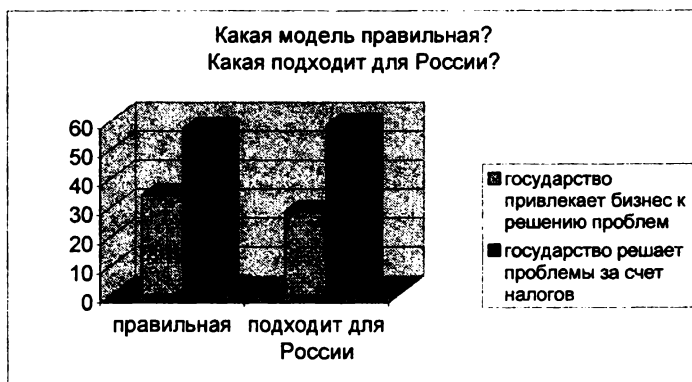 Какая модель правильная?
Какая подходит для России?
60
50
40
30
20
10
0
правильная
подходит для
России
государство
привлекает бизнес к
решению проблем
государство решает
проблемы за счет
налогов